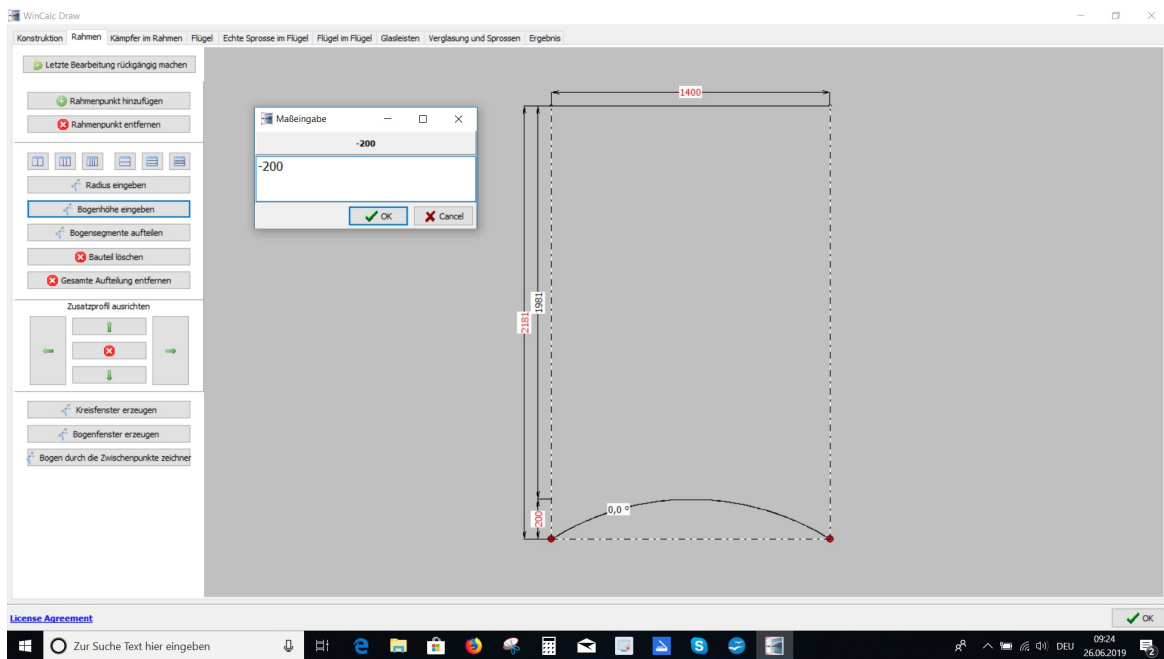 WinCalc Draw
Konstruktion Rahmen Kämpfer im Rahmen Flügel Echte Sprosse im Flügel Flügel im Flügel Glasleisten Verglasung und Sprossen Ergebnis
Letzte Bearbeitung rückgängig machen
Rahmenpunkt hinzufügen
Rahmenpunkt entfernen
Radius eingeben
Bogenhöhe eingeben
Bogensegmente aufteilen
Bauteil löschen
Gesamte Aufteilung entfernen
Zusatzprofil ausrichten
Kreisfenster erzeugen
Bogenfenster erzeugen
Bogen durch die Zwischenpunkte zeichner
Maßeingabe
-200
-200
OK Cancel
1400
1981
2181
200
0,0 °
License Agreement
OK
Zur Suche Text hier eingeben
DEU
09:24
26.06.2019
2